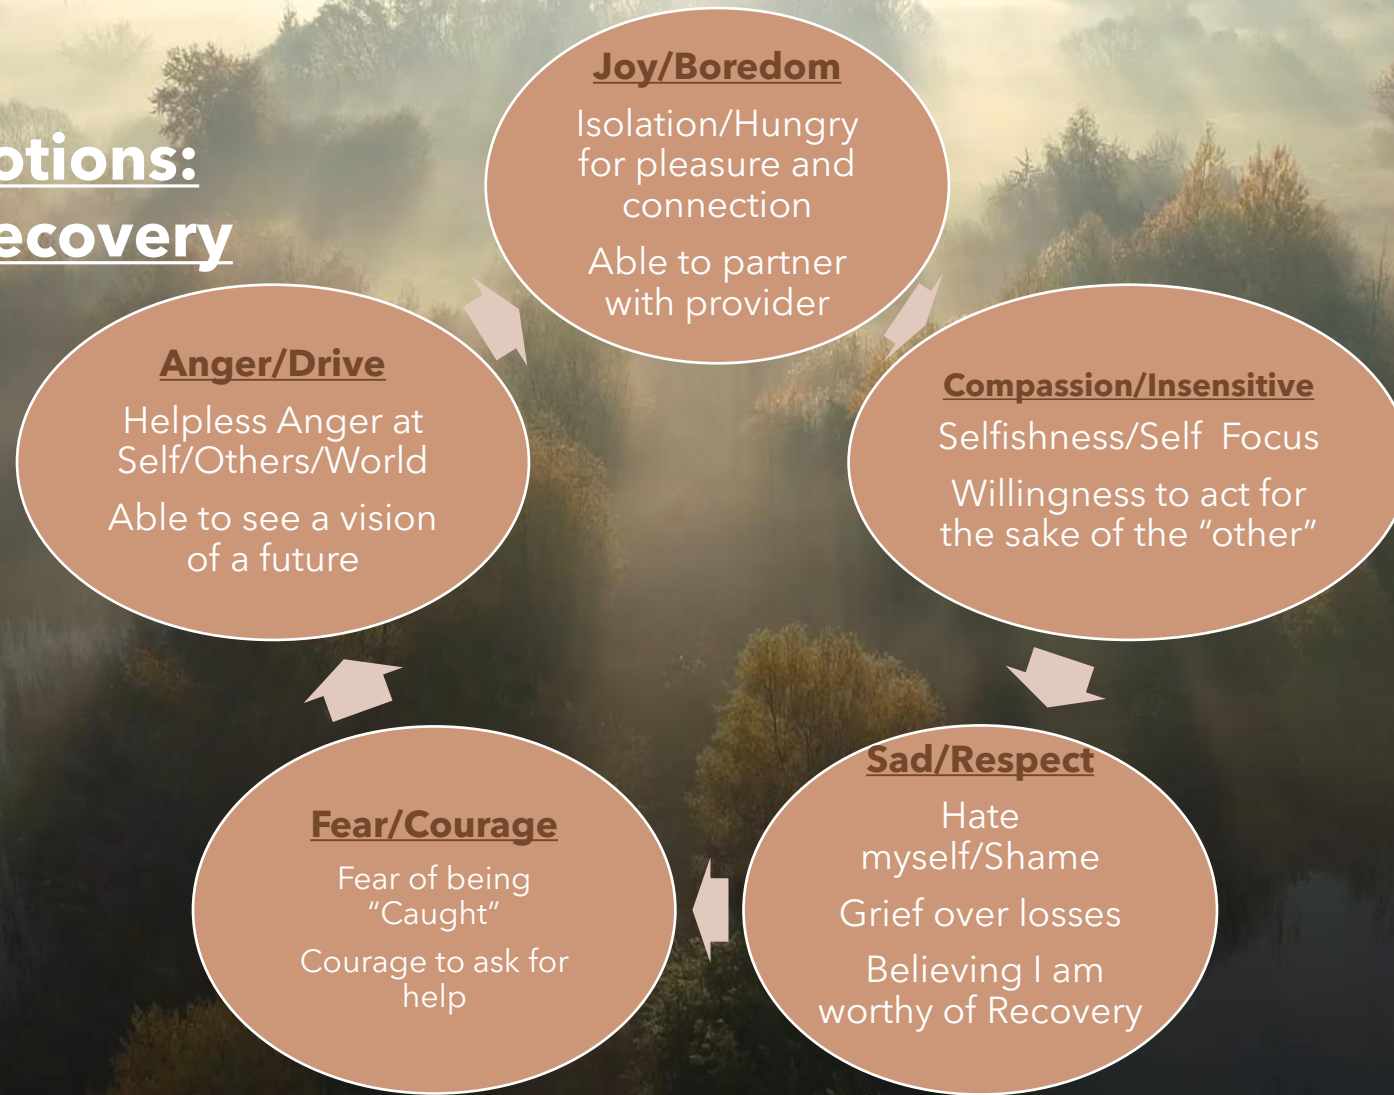 otions:
ecovery
Joy/Boredom
Isolation/Hungry
for pleasure and
connection
Able to partner
with provider
Compassion/Insensitive
Selfishness/Self  Focus
Willingness to act for
the sake of the “other”
Sad/Respect
Hate
myself/Shame
Grief over losses
Believing I am
worthy of Recovery
Fear/Courage
Fear of being
“Caught”
Courage to ask for
help
Anger/Drive
Helpless Anger at
Self/Others/World
Able to see a vision
of a future